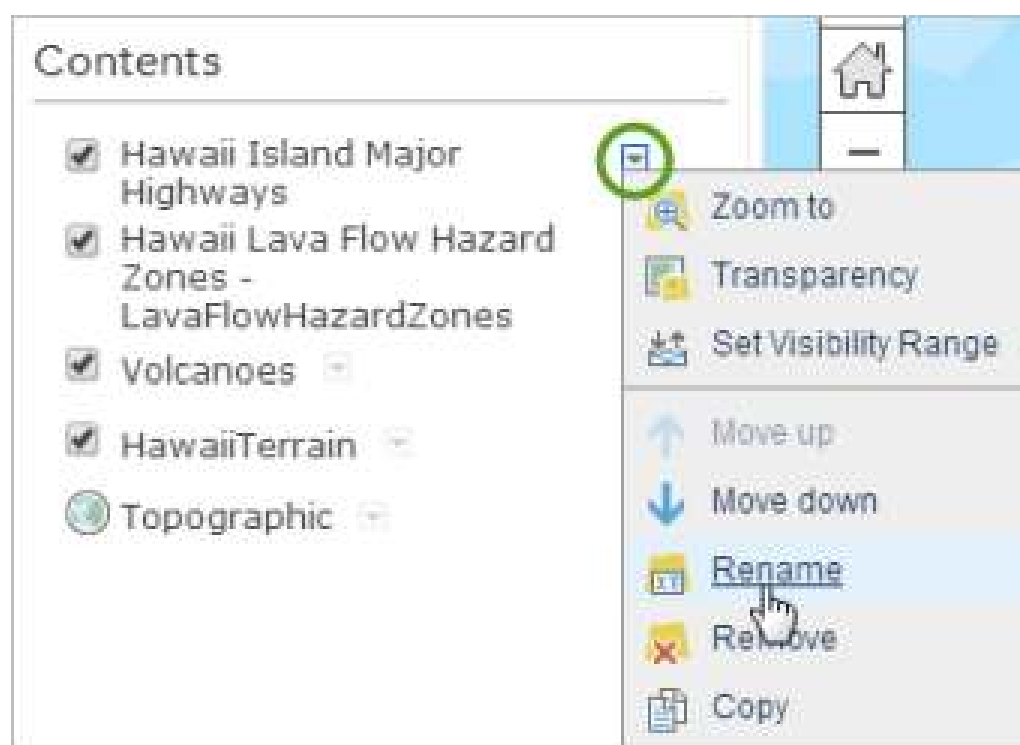 Contents
Hawaii Island Major
Highways
Hawaii Lava Flow Hazard
Zones -
LavaFlowHazardZones
Volcanoes
HawaiiTerrain
Topographic
Zoom to
Transparency
Set Visibility Range
Move up
Move down
Rename
Remove
Copy